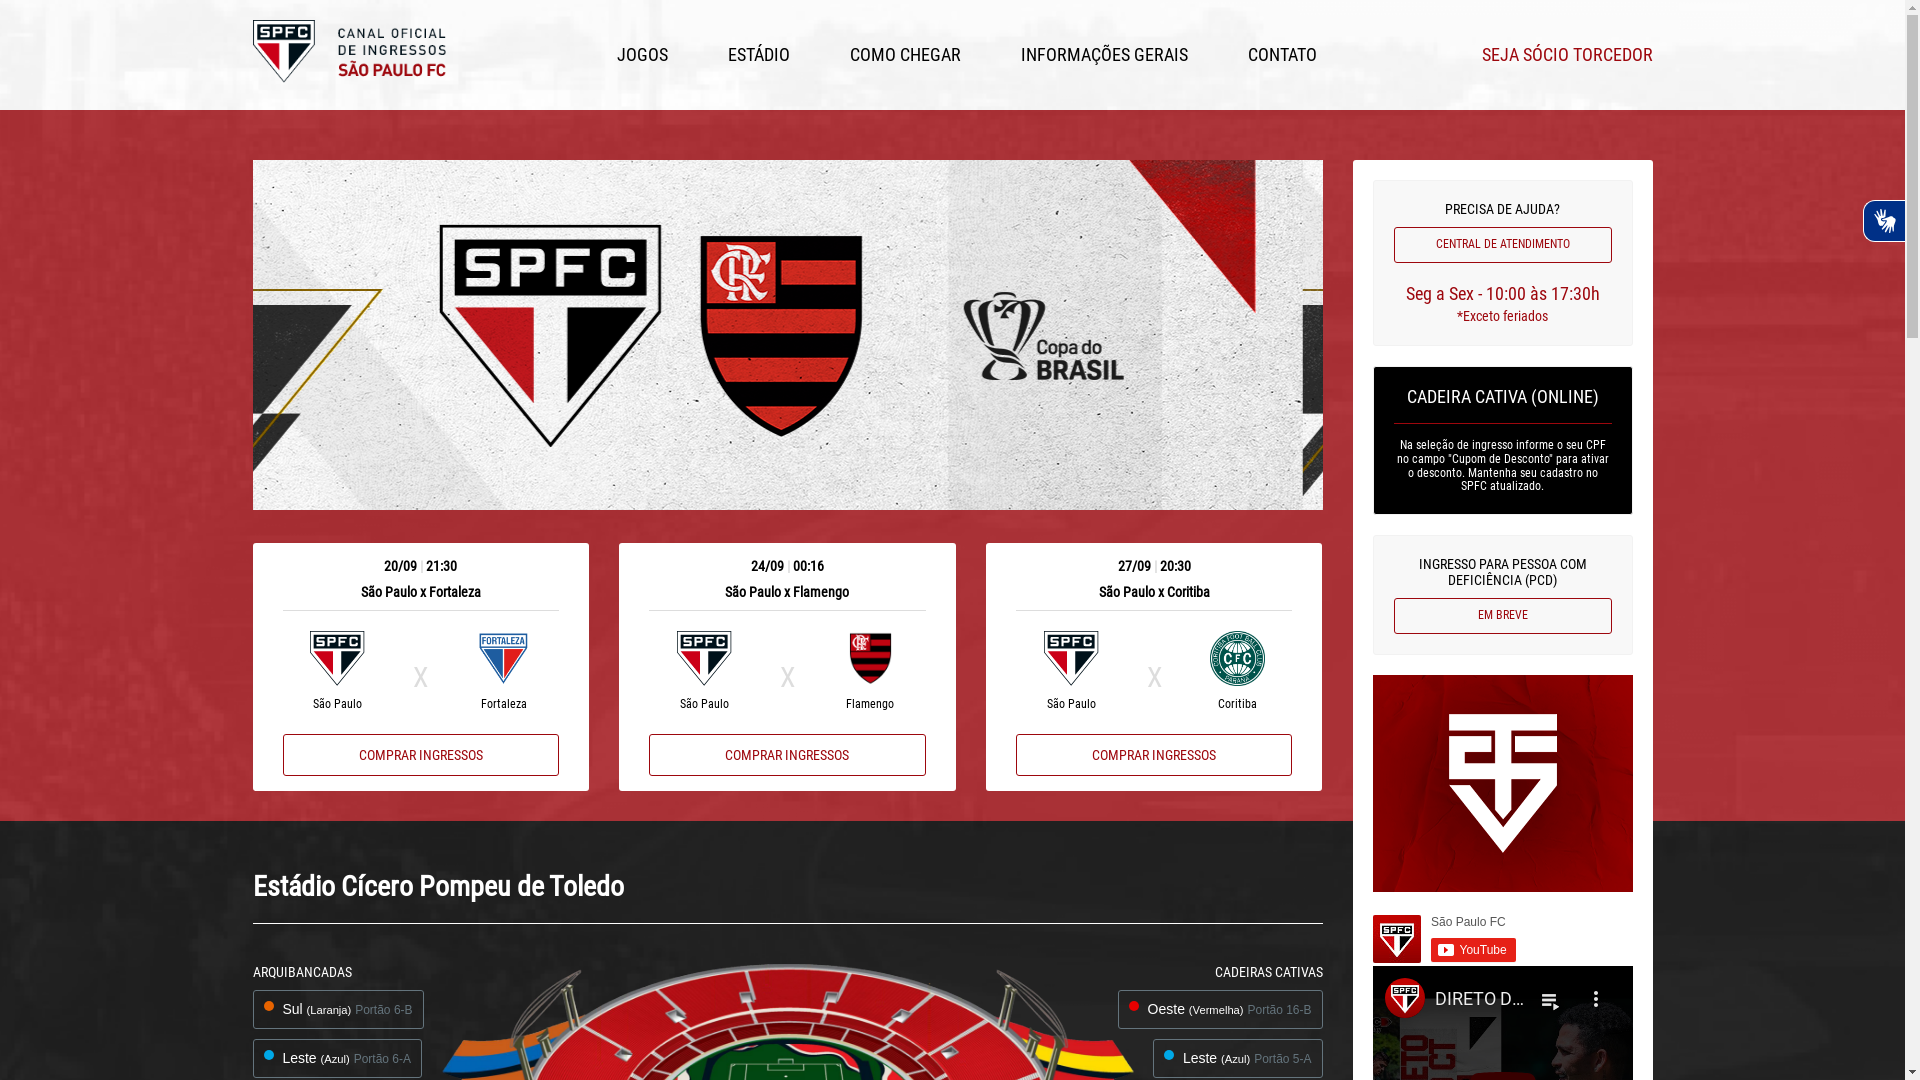 SPFC
CANAL OFICIAL
DE INGRESSOS
SÃO PAULO FC
JOGOS
ESTÁDIO
COMO CHEGAR
INFORMAÇÕES GERAIS
CONTATO
SEJA SÓCIO TORCEDOR
SPFC
Copa do
BRASIL
PRECISA DE AJUDA?
CENTRAL DE ATENDIMENTO
Seg a Sex - 10:00 às 17:30h
*Exceto feriados
CADEIRA CATIVA (ONLINE)
Na seleção de ingresso informe o seu CPF
no campo "Cupom de Desconto" para ativar
o desconto. Mantenha seu cadastro no
SPFC atualizado.
INGRESSO PARA PESSOA COM
DEFICIÊNCIA (PCD)
EM BREVE
20/09 | 21:30
São Paulo x Fortaleza
SPFC
X
FORTALEZA
São Paulo
Fortaleza
COMPRAR INGRESSOS
24/09 | 00:16
São Paulo x Flamengo
SPFC
X
São Paulo
Flamengo
COMPRAR INGRESSOS
27/09 | 20:30
São Paulo x Coritiba
SPFC
X
CORITIBA FOOT BALL CLUB
CFC
PARANÁ
São Paulo
Coritiba
COMPRAR INGRESSOS
Estádio Cícero Pompeu de Toledo
ARQUIBANCADAS
Sul (Laranja) Portão 6-B
Leste (Azul) Portão 6-A
CADEIRAS CATIVAS
Oeste (Vermelha) Portão 16-B
Leste (Azul) Portão 5-A
SPFC
São Paulo FC
YouTube
SPFC
DIRETO D...